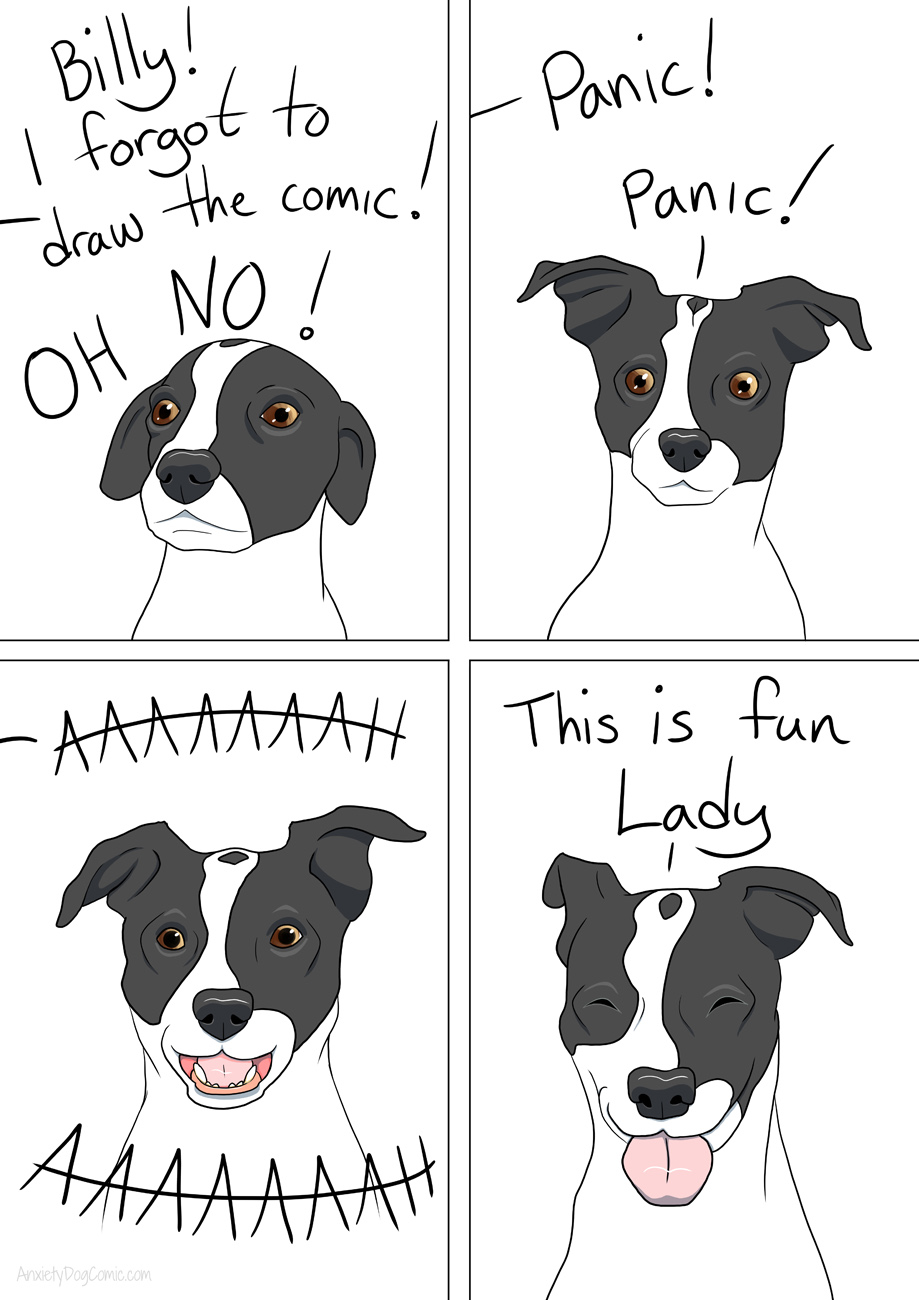 Billy!
I forgot to
draw the comic!
OH NO!
Panic!
Panic!
AAAAAAAH
AAAAAAAH
This is fun
Lady
AnxietyDogComic.com